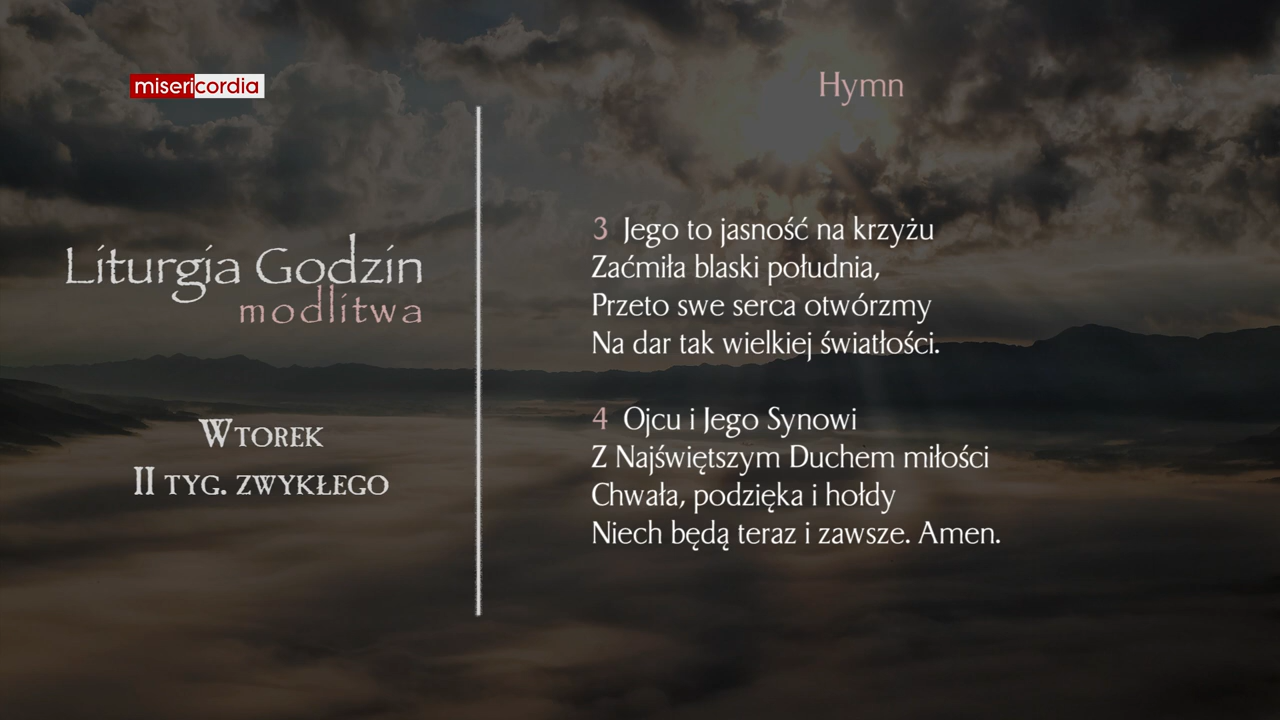 misericordia
Liturgia Godzin
modlitwa
Wtorek
II tyg. zwykłego
Hymn
3 Jego to jasność na krzyżu
Zaćmiła blaski południa,
Przeto swe serca otwórzmy
Na dar tak wielkiej światłości.
4 Ojcu i Jego Synowi
Z Najświętszym Duchem miłości
Chwała, podzięka i hołdy
Niech będą teraz i zawsze. Amen.